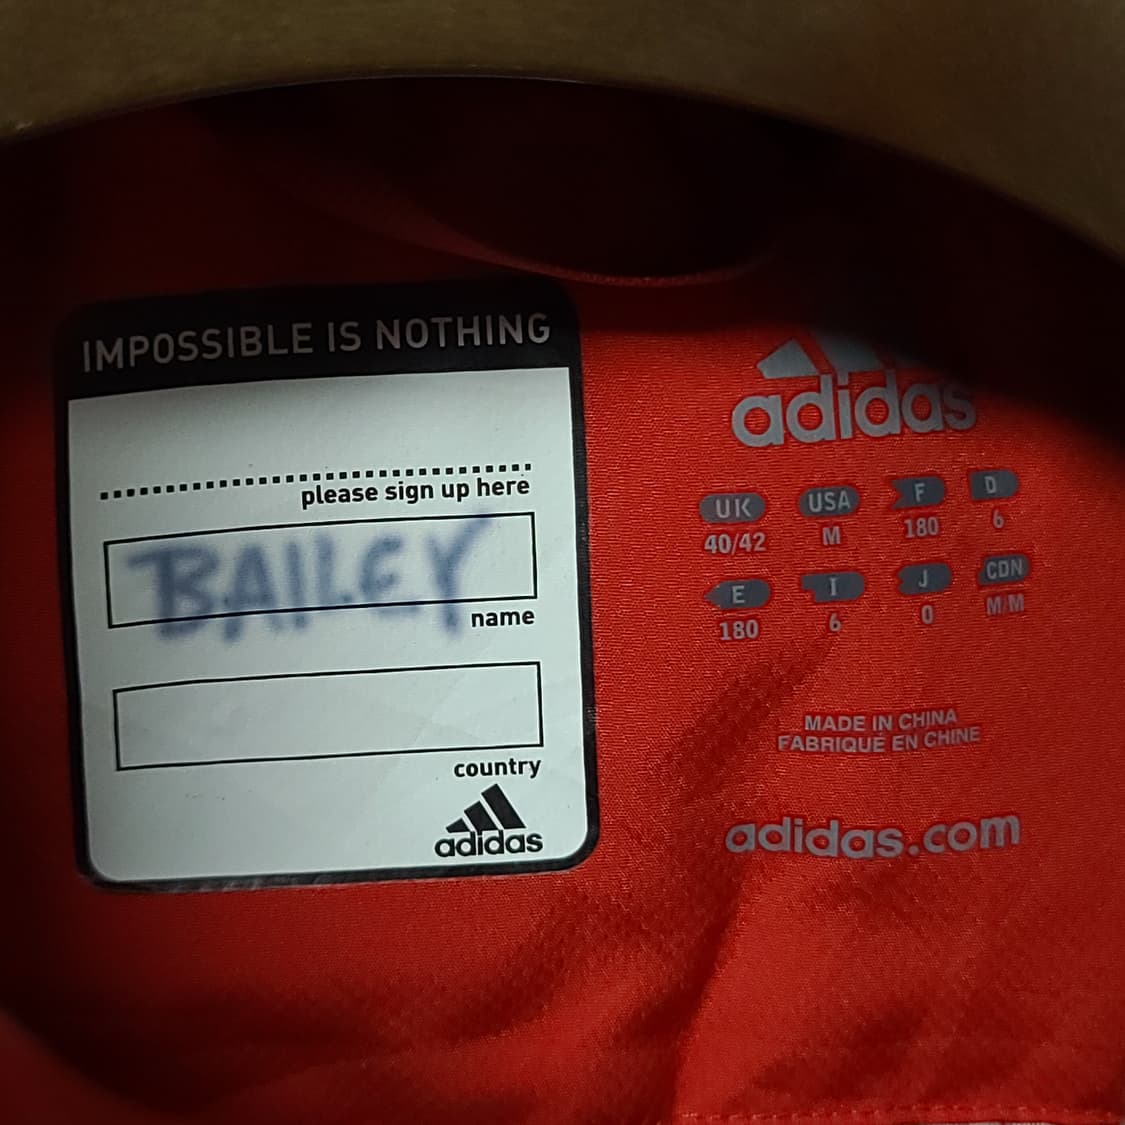 IMPOSSIBLE IS NOTHING
please sign up here
BAILEY
name
country
adidas
adidas
UK USA F D
40/42 M 180 6
E I J CDN
180 6 0 M/M
MADE IN CHINA
FABRIQUÉ EN CHINE
adidas.com